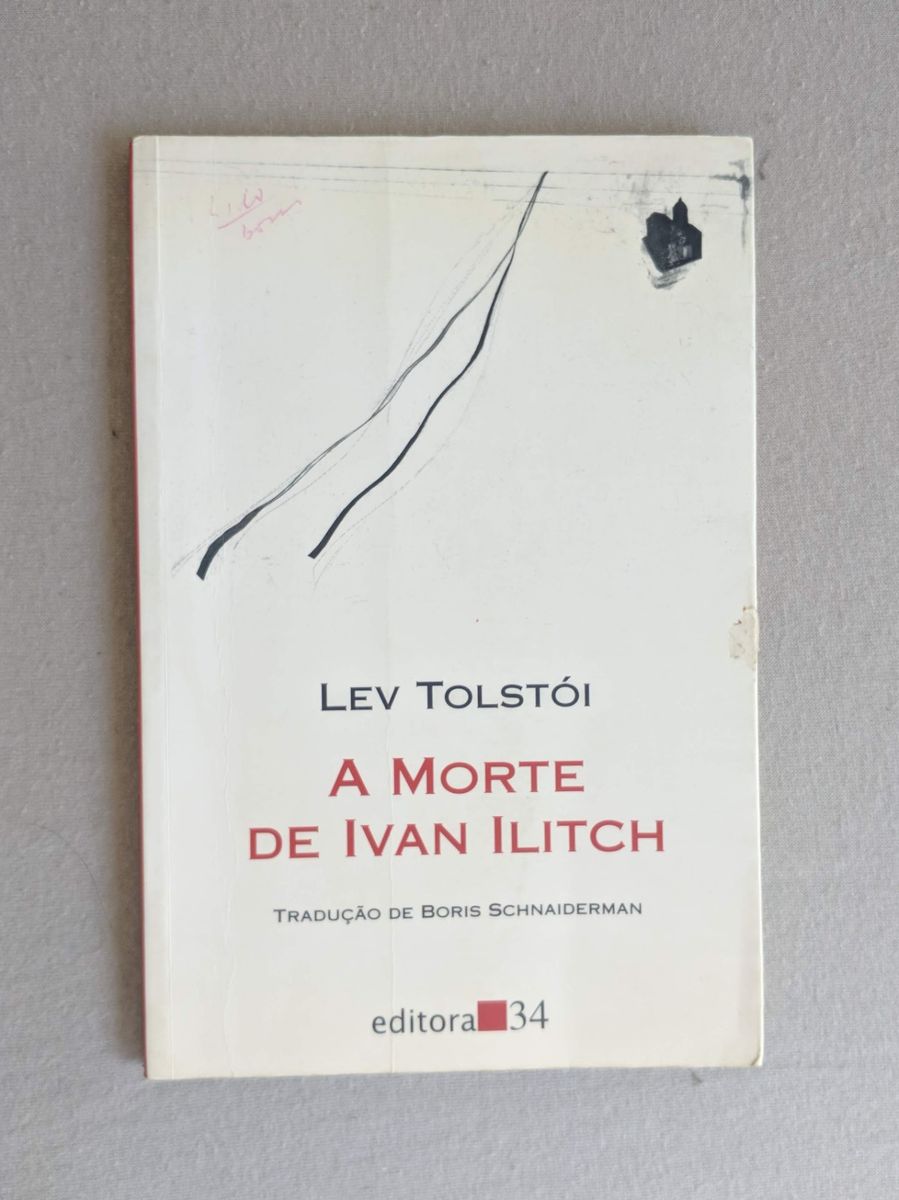 LEV TOLSTÓI
A MORTE
DE IVAN ILITCH
TRADUÇÃO DE BORIS SCHNAIDERMAN
editora 34